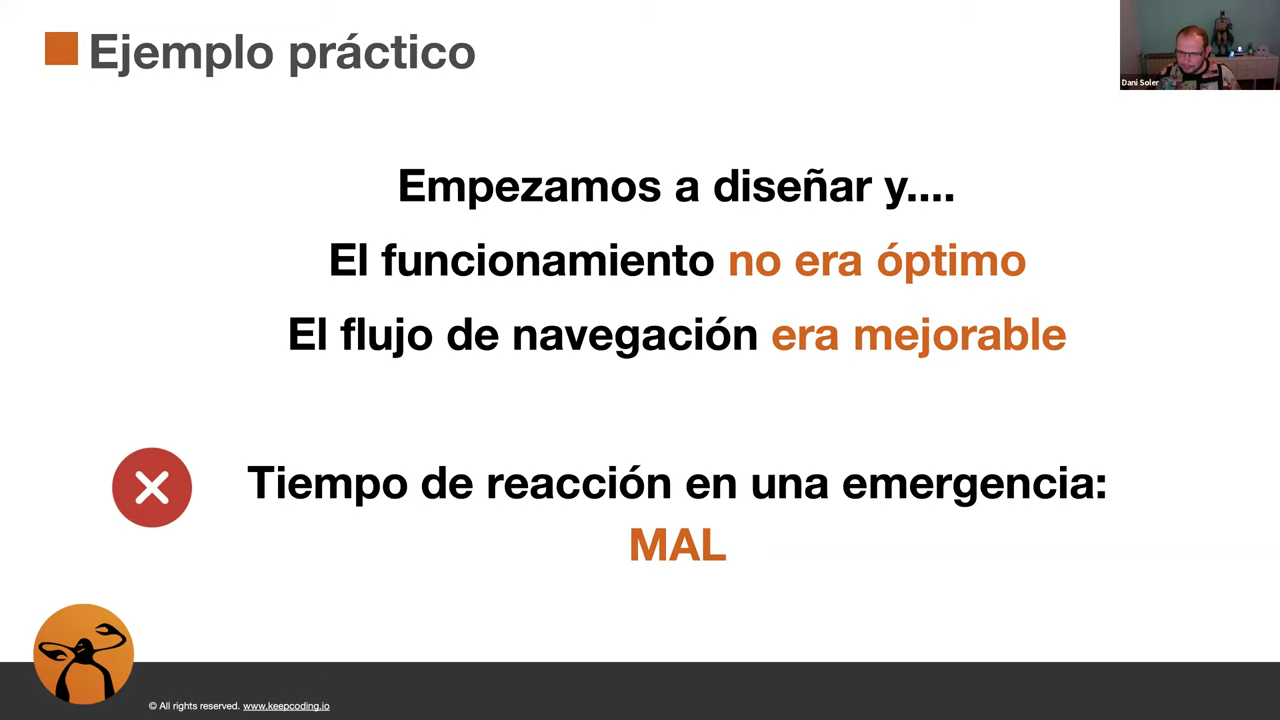 Ejemplo práctico
Dani Soler
Empezamos a diseñar y....
El funcionamiento no era óptimo
El flujo de navegación era mejorable
Tiempo de reacción en una emergencia:
MAL
© All rights reserved. www.keepcoding.io